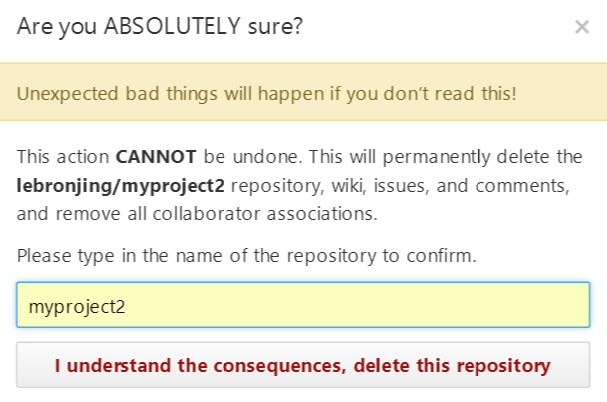 Are you ABSOLUTELY sure?
×
Unexpected bad things will happen if you don’t read this!
This action CANNOT be undone. This will permanently delete the
lebronjing/myproject2 repository, wiki, issues, and comments,
and remove all collaborator associations.
Please type in the name of the repository to confirm.
myproject2
I understand the consequences, delete this repository